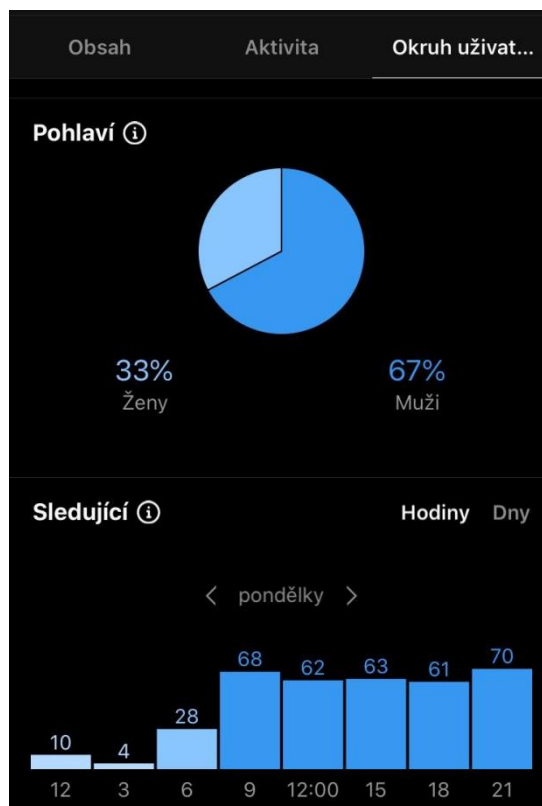 Obsah Aktivita Okruh uživat...
Pohlaví
33% 67%
Ženy Muži
Sledující Hodiny Dny
< pondělky >
10 4 28 68 62 63 61 70
12 3 6 9 12:00 15 18 21